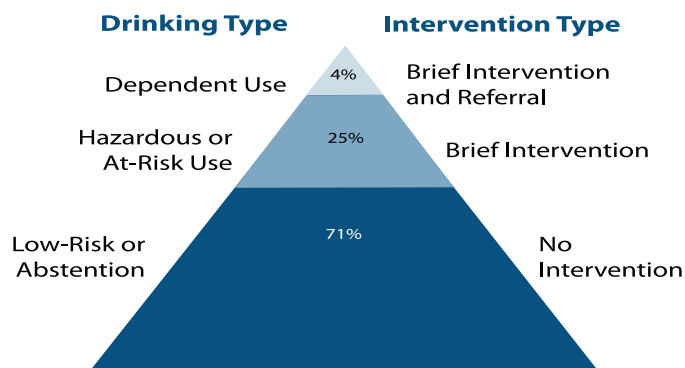 Drinking Type
Intervention Type
Dependent Use
4%
Brief Intervention
and Referral
Hazardous or
At-Risk Use
25%
Brief Intervention
Low-Risk or
Abstention
71%
No
Intervention